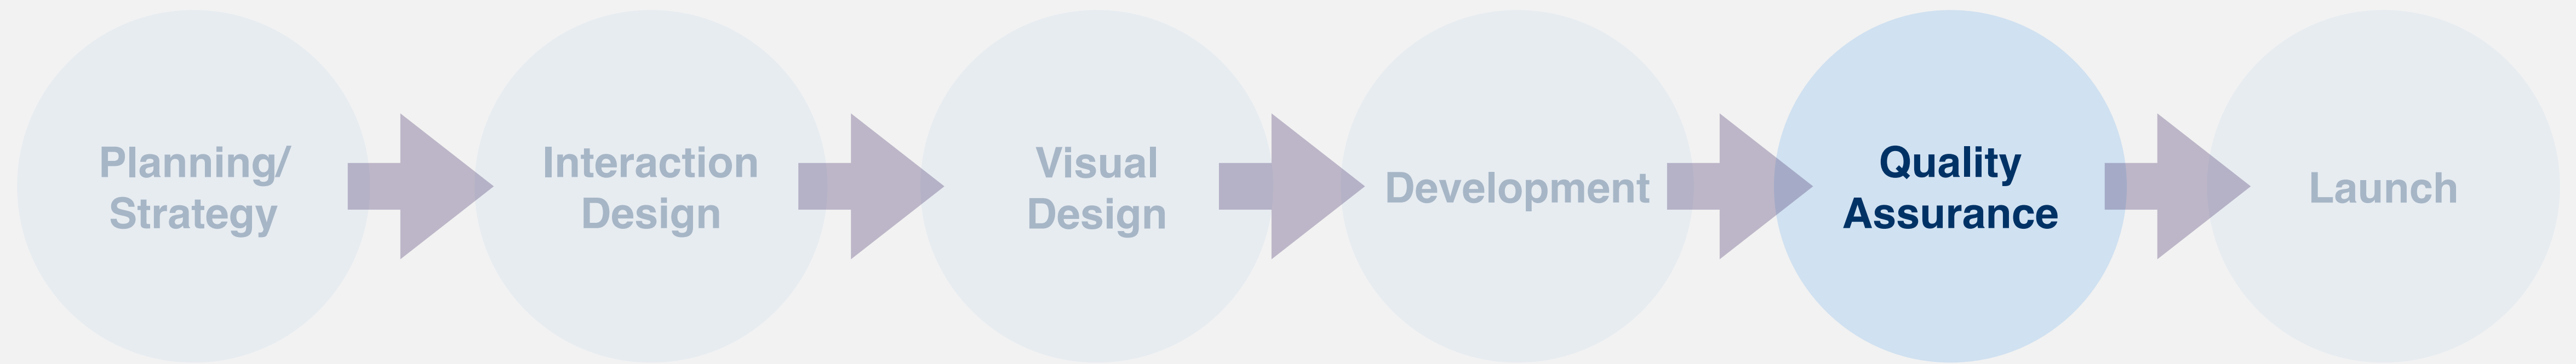 Planning/
Strategy
Interaction
Design
Visual
Design
Development
Quality
Assurance
Launch